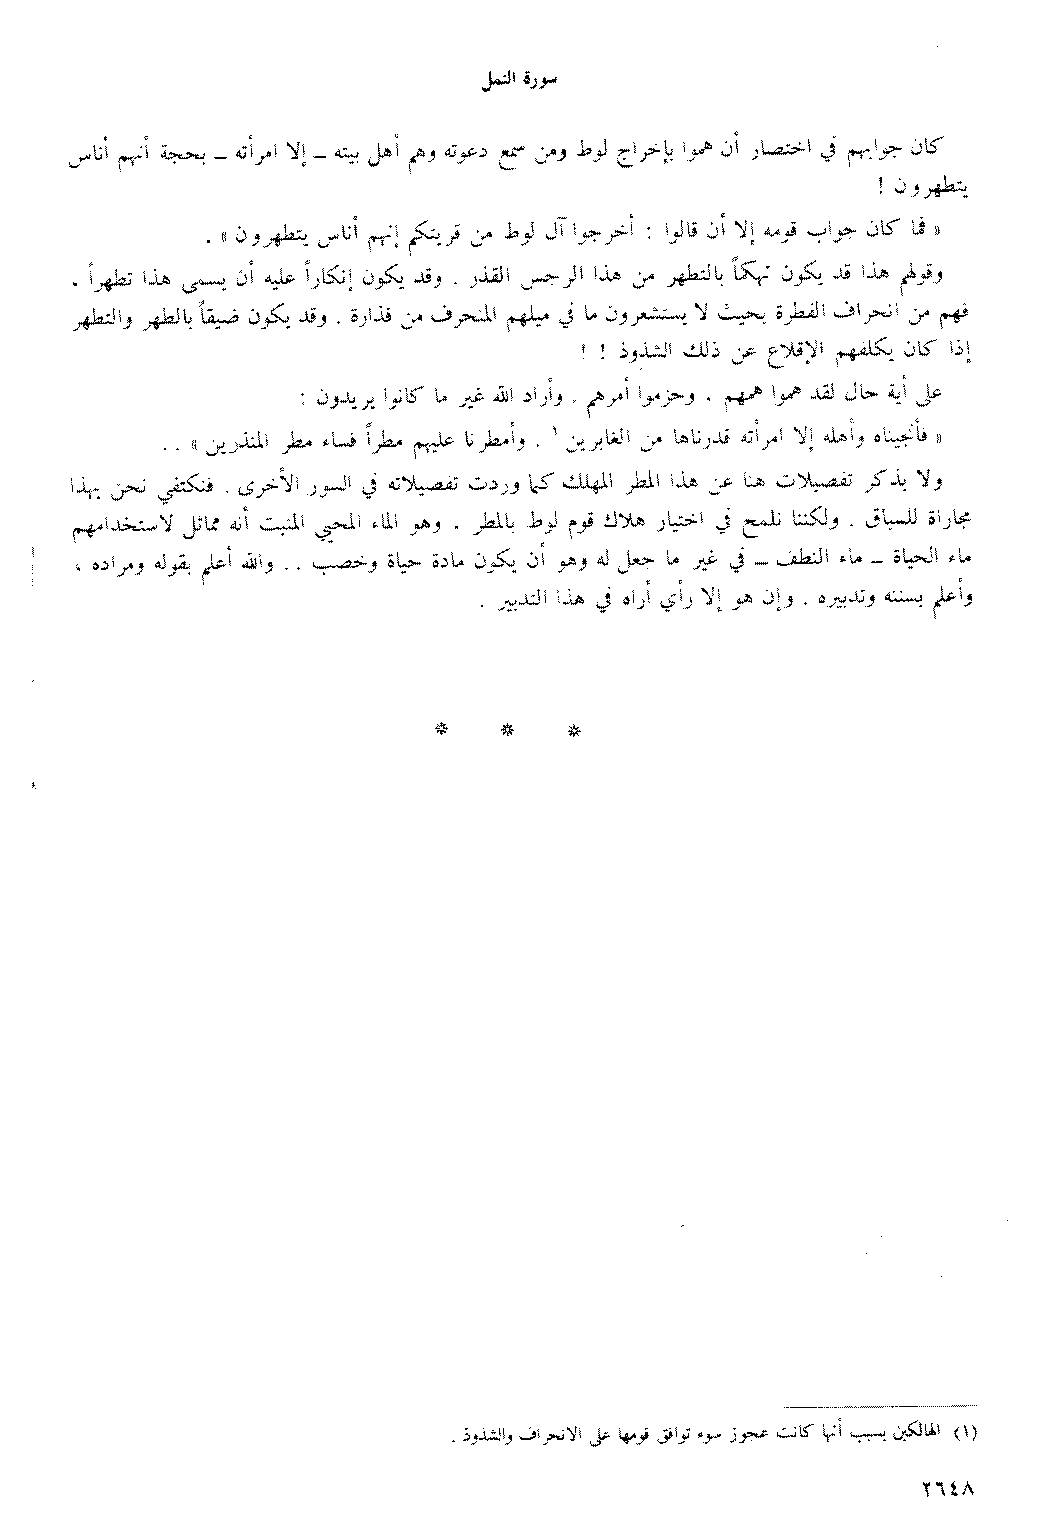 سورة النمل
كان جوابهم في اختصار أن هموا بإخراج لوط ومن سمع دعوته وهم أهل بيته – إلا امرأته – بحجة أنهم أناس
يتطهرون !
« فما كان جواب قومه إلا أن قالوا : أخرجوا آل لوط من قريتكم إنهم أناس يتطهرون » .
وقولهم هذا قد يكون تهكماً بالتطهر من هذا الرجس القذر . وقد يكون إنكاراً عليه أن يسمى هذا تطهراً ،
فهم من انحراف الفطرة بحيث لا يستشعرون ما في ميلهم المنحرف من قذارة . وقد يكون ضيقاً بالطهر والتطهر
إذا كان يكلفهم الإقلاع عن ذلك الشذوذ ! !
على أية حال لقد هموا همهم ، وحزموا أمرهم . وأراد الله غير ما كانوا يريدون :
« فأنجيناه وأهله إلا امرأته قدرناها من الغابرين ١ . وأمطرنا عليهم مطراً فساء مطر المنذرين » . .
ولا يذكر تفصيلات هنا عن هذا المطر المهلك كما وردت تفصيلاته في السور الأخرى . فنكتفي نحن بهذا
مجاراة للسياق . ولكننا نلمح في اختيار هلاك قوم لوط بالمطر . وهو الماء المحيي المنبت أنه مماثل لاستخدامهم
ماء الحياة – ماء النطف – في غير ما جعل له وهو أن يكون مادة حياة وخصب . . والله أعلم بقوله ومراده ،
وأعلم بسننه وتدبيره . وإن هو إلا رأي أراه في هذا التدبير .
* * *
(١) الهالكين بسبب أنها كانت عجوز سوء توافق قومها على الانحراف والشذوذ .
٢٦٤٨